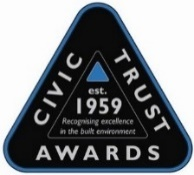 CIVIC TRUST
AWARDS
est.
1959
Recognising excellence
in the built environment